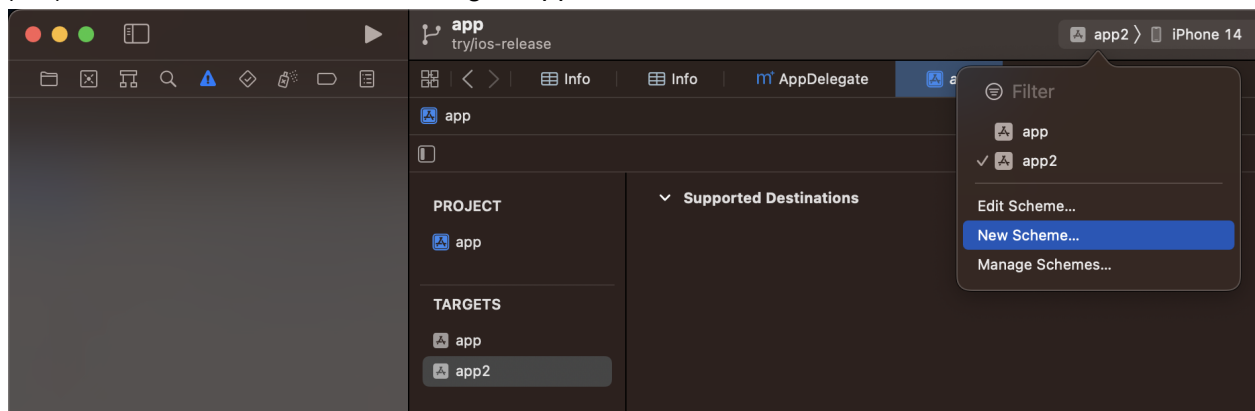 app
try/ios-release
app2 〉 iPhone 14
Info
Info
AppDelegate
app
Filter
app
app2
Edit Scheme...
New Scheme...
Manage Schemes...
PROJECT
app
TARGETS
app
app2
Supported Destinations